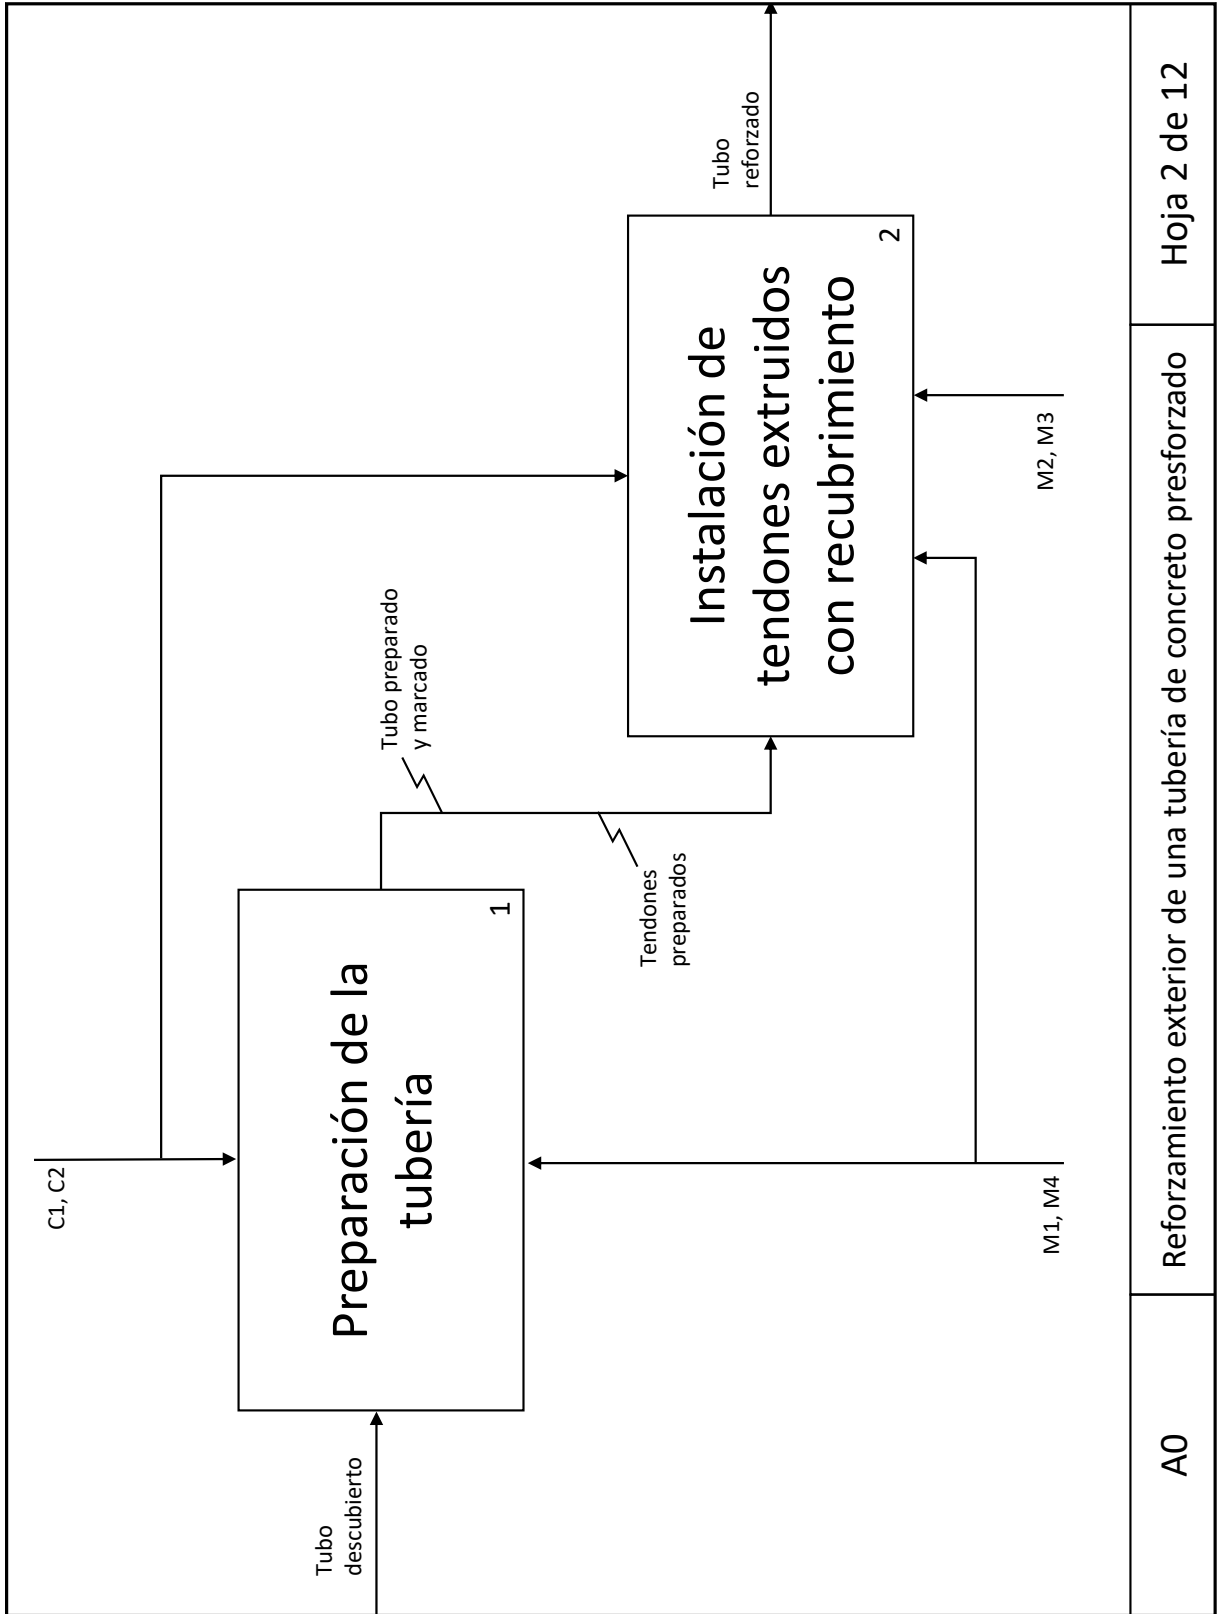 C1, C2
Tubo
descubierto
Preparación de la
tubería
1
Tubo preparado
y marcado
Tendones
preparados
Instalación de
tendones extruidos
con recubrimiento
2
Tubo
reforzado
M1, M4
M2, M3
A0
Reforzamiento exterior de una tubería de concreto presforzado
Hoja 2 de 12